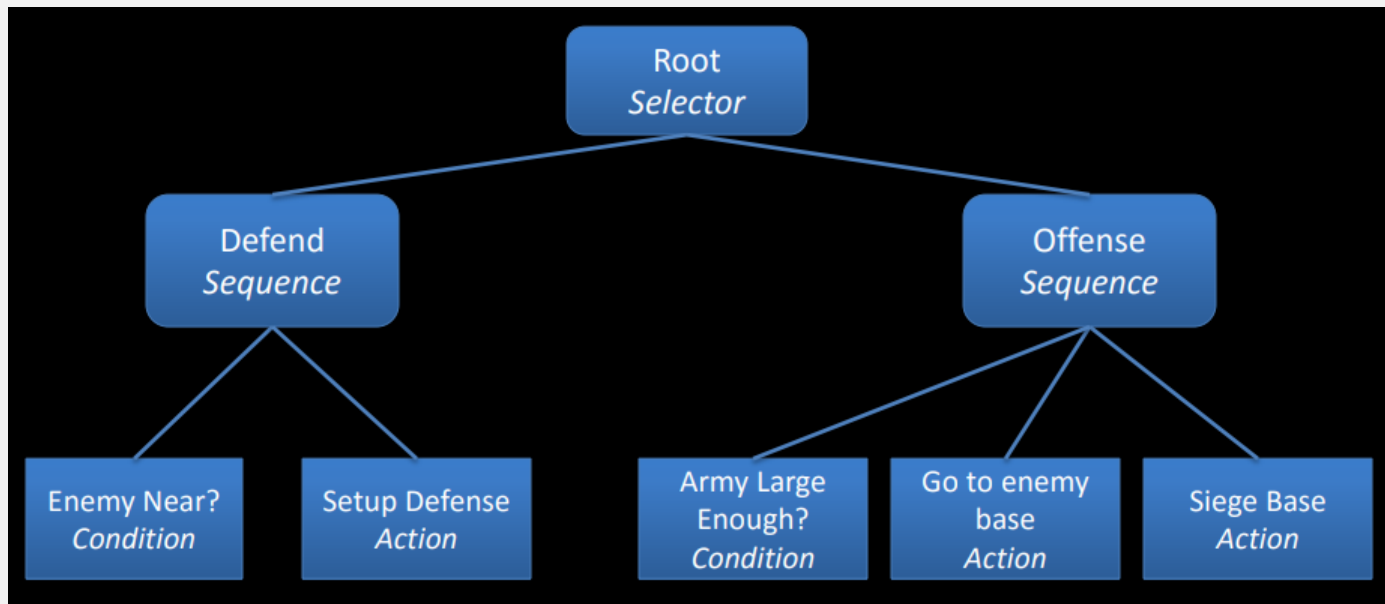 Root
Selector
Defend
Sequence
Offense
Sequence
Enemy Near?
Condition
Setup Defense
Action
Army Large
Enough?
Condition
Go to enemy
base
Action
Siege Base
Action